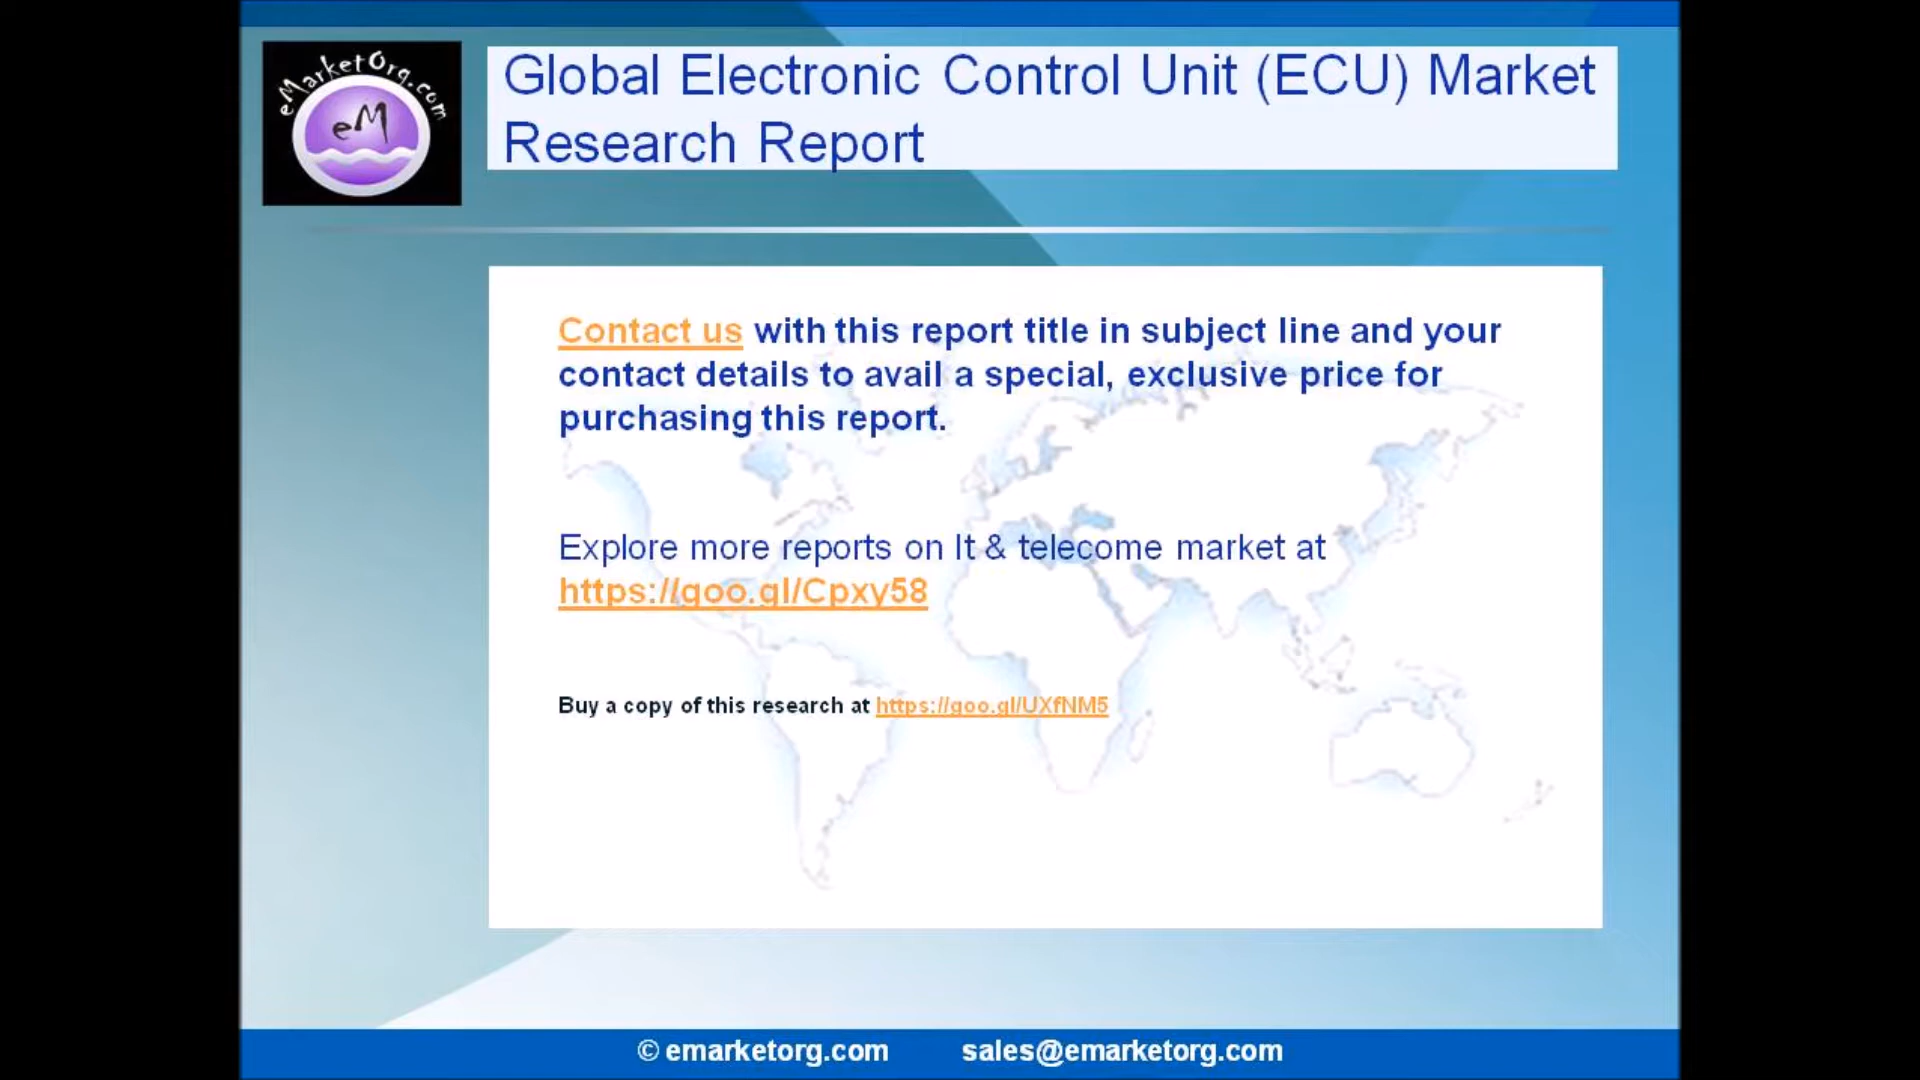 eMarketOrg.com
eM
Global Electronic Control Unit (ECU) Market
Research Report
Contact us with this report title in subject line and your
contact details to avail a special, exclusive price for
purchasing this report.
Explore more reports on It & telecome market at
https://goo.gl/Cpxy58
Buy a copy of this research at https://goo.gl/UXfNM5
© emarketorg.com sales@emarketorg.com